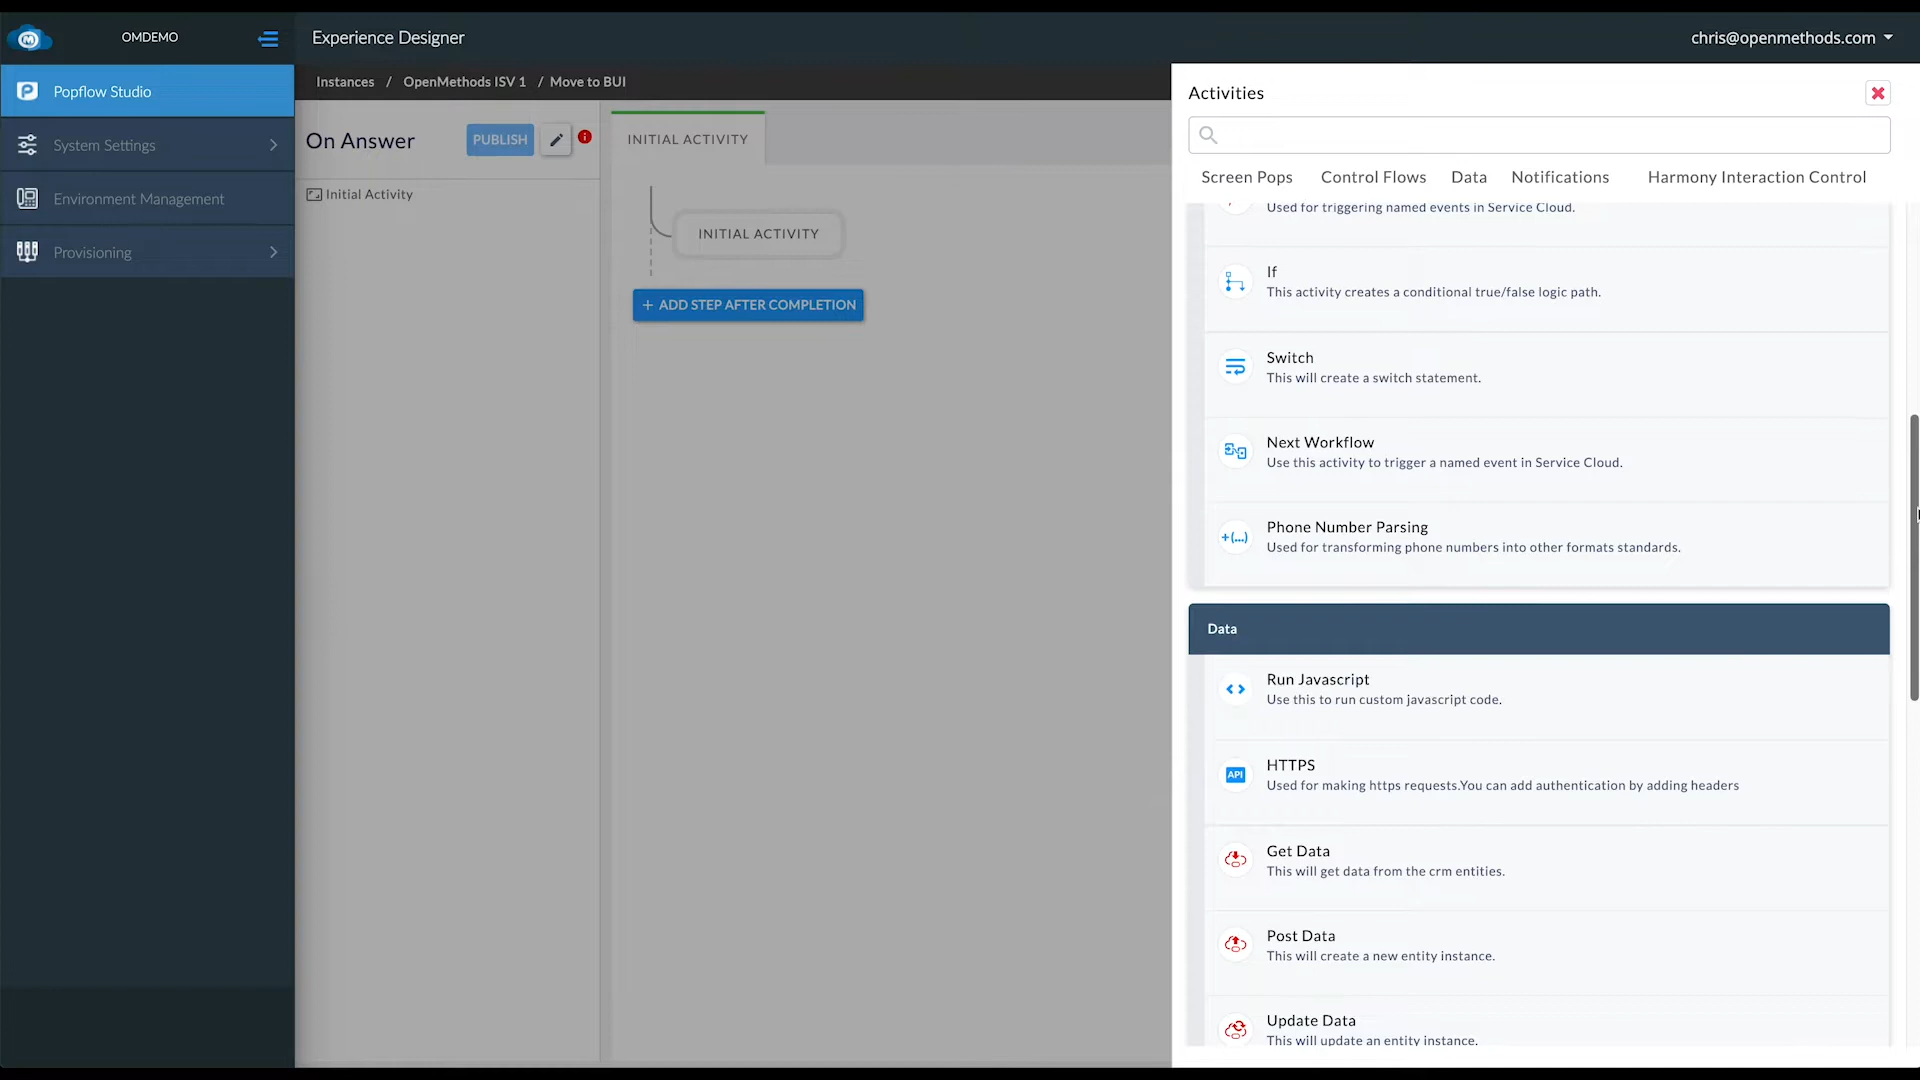 OMDEMO
Experience Designer
chris@openmethods.com
Popflow Studio
System Settings
Environment Management
Provisioning
Instances / OpenMethods ISV 1 / Move to BUI
On Answer
PUBLISH
Initial Activity
INITIAL ACTIVITY
INITIAL ACTIVITY
+ ADD STEP AFTER COMPLETION
Activities
Screen Pops Control Flows Data Notifications Harmony Interaction Control
Used for triggering named events in Service Cloud.
If
This activity creates a conditional true/false logic path.
Switch
This will create a switch statement.
Next Workflow
Use this activity to trigger a named event in Service Cloud.
+(...)
Phone Number Parsing
Used for transforming phone numbers into other formats standards.
Data
Run Javascript
Use this to run custom javascript code.
API
HTTPS
Used for making https requests.You can add authentication by adding headers
Get Data
This will get data from the crm entities.
Post Data
This will create a new entity instance.
Update Data
This will update an entity instance.